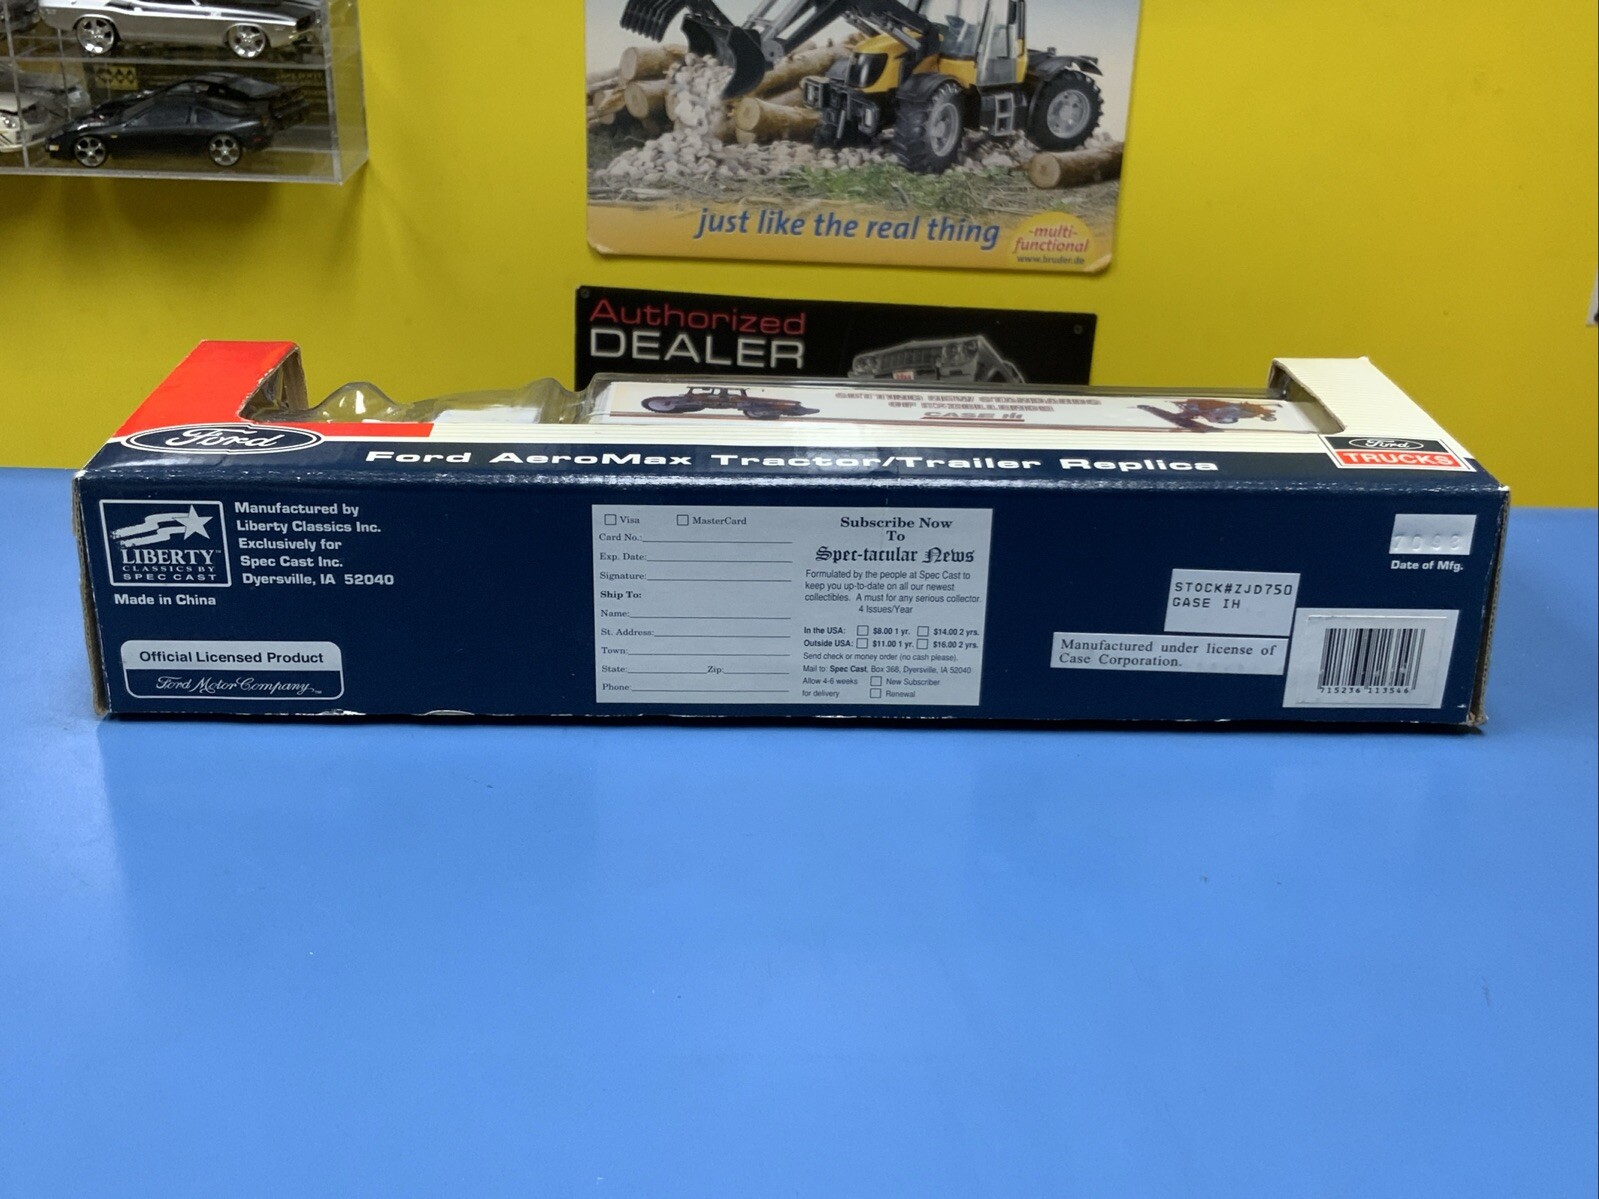 just like the real thing
-multi-
functional
www.bruder.de
Authorized
DEALER
CASE IH
Ford
Ford AeroMax Tractor/Trailer Replica
Ford
TRUCKS
LIBERTY™
CLASSICS BY
SPEC CAST
Manufactured by
Liberty Classics Inc.
Exclusively for
Spec Cast Inc.
Dyersville, IA 52040
Made in China
Official Licensed Product
Ford Motor Company™
Visa MasterCard
Card No.:
Exp. Date:
Signature:
Ship To:
Name:
St. Address:
Town:
State: Zip:
Phone:
Subscribe Now
To
Spec-tacular News
Formulated by the people at Spec Cast to
keep you up-to-date on all our newest
collectibles. A must for any serious collector.
4 Issues/Year
In the USA: $8.00 1 yr. $14.00 2 yrs.
Outside USA: $11.00 1 yr. $16.00 2 yrs.
Send check or money order (no cash please).
Mail to: Spec Cast, Box 368, Dyersville, IA 52040
Allow 4-6 weeks
for delivery
New Subscriber
Renewal
Date of Mfg.
STOCK#ZJD750
CASE IH
Manufactured under license of
Case Corporation.
715236 113546